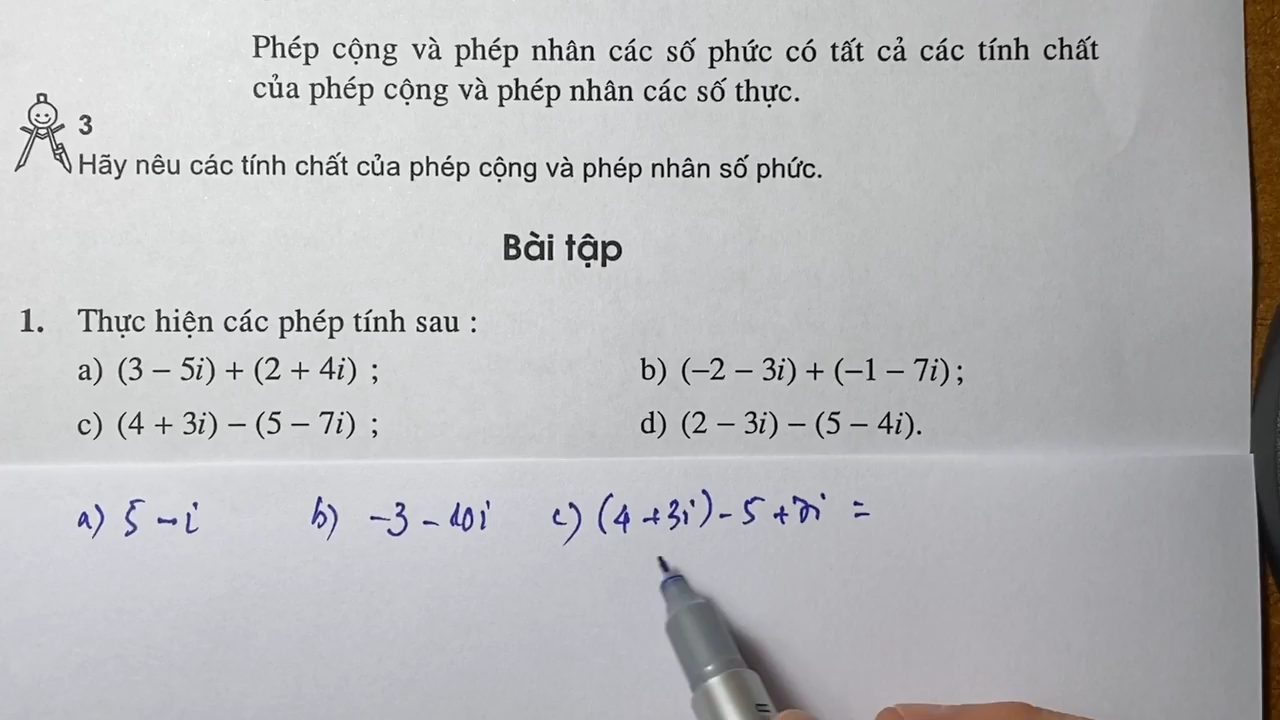 Phép cộng và phép nhân các số phức có tất cả các tính chất
của phép cộng và phép nhân các số thực.
3
Hãy nêu các tính chất của phép cộng và phép nhân số phức.
Bài tập
1. Thực hiện các phép tính sau :
a) (3 – 5i) + (2 + 4i) ; b) (–2 – 3i) + (–1 – 7i);
c) (4 + 3i) – (5 – 7i) ; d) (2 – 3i) – (5 – 4i).
a) 5 - i b) -3 - 10i c) (4 + 3i) - 5 + 7i =